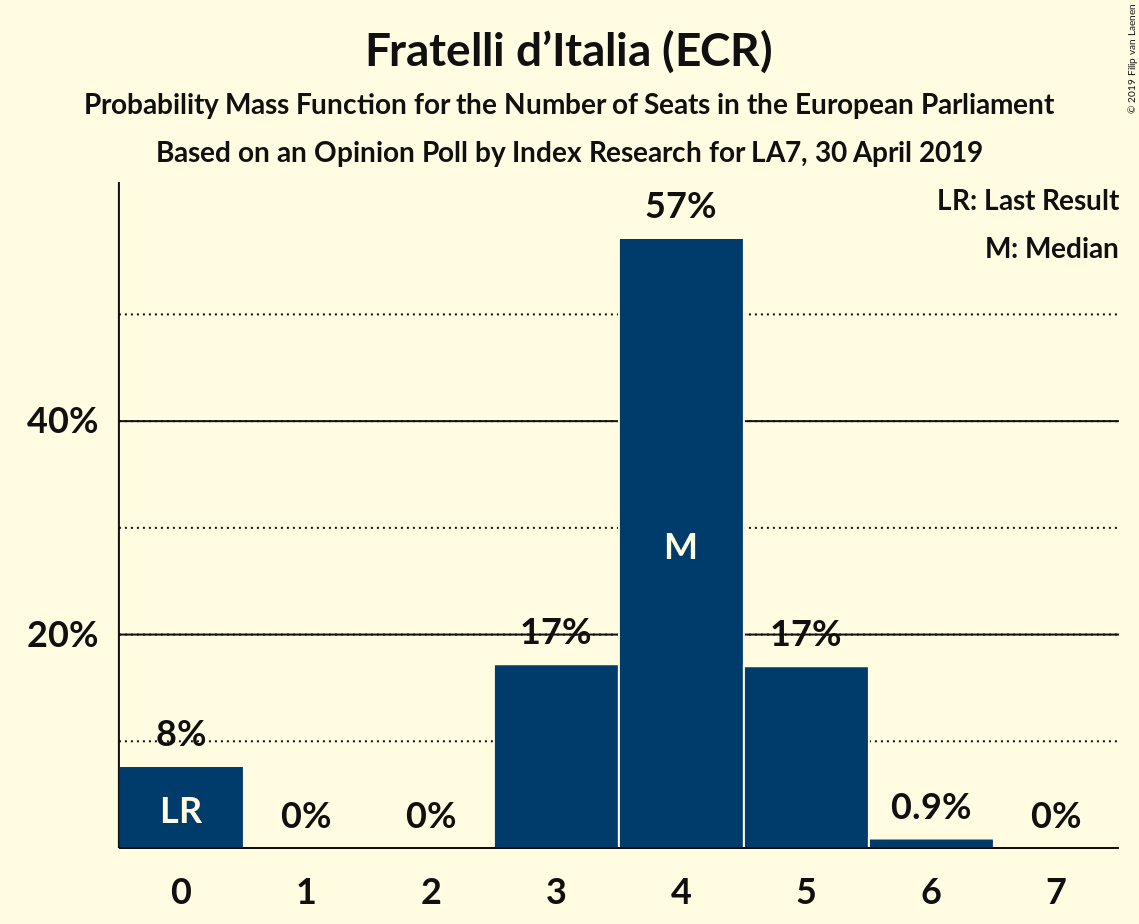 Fratelli d’Italia (ECR)
Probability Mass Function for the Number of Seats in the European Parliament
Based on an Opinion Poll by Index Research for LA7, 30 April 2019
© 2019 Filip van Laenen
LR: Last Result
M: Median
57%
40%
M
20%
17%
17%
8%
LR
0%
0%
0.9%
0%
0 1 2 3 4 5 6 7